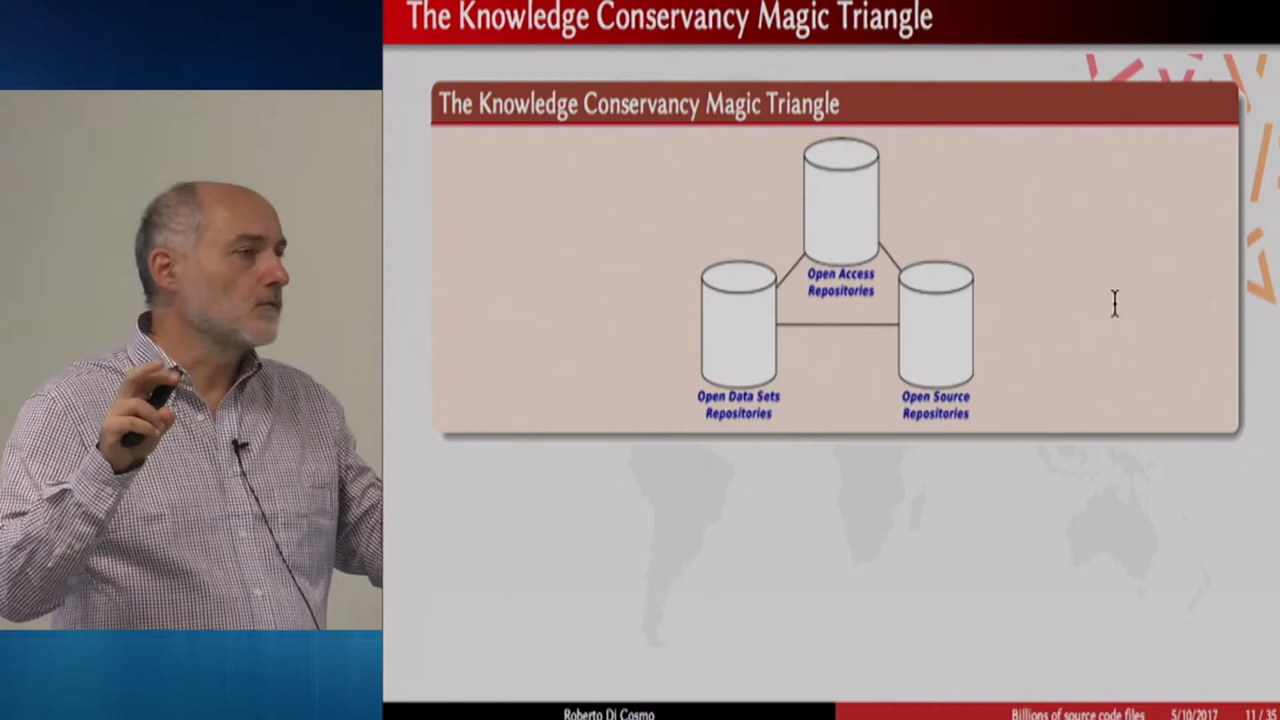 The Knowledge Conservancy Magic Triangle
The Knowledge Conservancy Magic Triangle
Open Access
Repositories
Open Data Sets
Repositories
Open Source
Repositories
Roberto Di Cosmo
Billions of source code files
5/10/2017
11 / 35